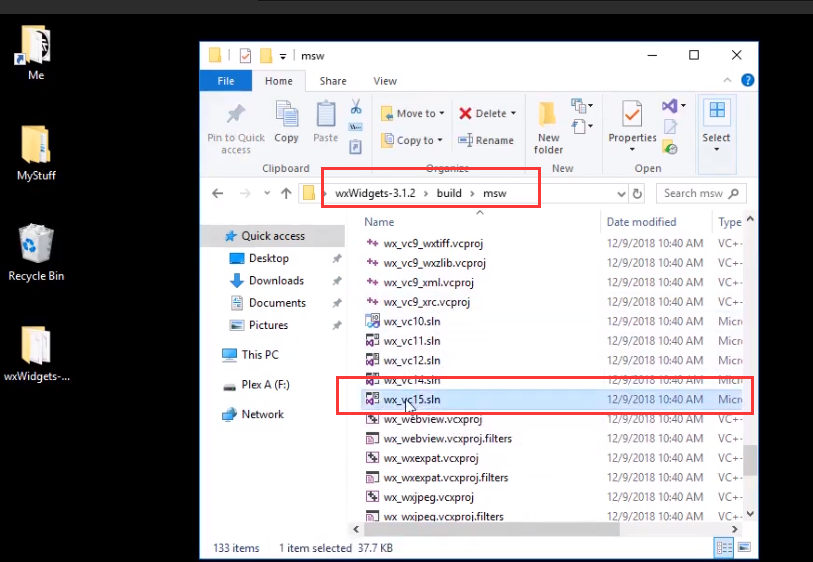 Me
MyStuff
Recycle Bin
wxWidgets-...
msw
File Home Share View
Pin to Quick access
Copy
Paste
Clipboard
Move to
Copy to
Delete
Rename
Organize
New folder
New
Properties
Open
Select
wxWidgets-3.1.2 > build > msw
Search msw
Name Date modified Type
Quick access
Desktop
Downloads
Documents
Pictures
This PC
Plex A (F:)
Network
wx_vc9_wxtiff.vcproj 12/9/2018 10:40 AM VC+-
wx_vc9_wxzlib.vcproj 12/9/2018 10:40 AM VC+-
wx_vc9_xml.vcproj 12/9/2018 10:40 AM VC+-
wx_vc9_xrc.vcproj 12/9/2018 10:40 AM VC+-
wx_vc10.sln 12/9/2018 10:40 AM Micr
wx_vc11.sln 12/9/2018 10:40 AM Micr
wx_vc12.sln 12/9/2018 10:40 AM Micr
wx_vc14.sln 12/9/2018 10:40 AM Micr
wx_vc15.sln 12/9/2018 10:40 AM Micr
wx_webview.vcxproj 12/9/2018 10:40 AM VC+-
wx_webview.vcxproj.filters 12/9/2018 10:40 AM VC+-
wx_wxexpat.vcxproj 12/9/2018 10:40 AM VC+-
wx_wxexpat.vcxproj.filters 12/9/2018 10:40 AM VC+-
wx_wxjpeg.vcxproj 12/9/2018 10:40 AM VC+-
wx_wxjpeg.vcxproj.filters 12/9/2018 10:40 AM VC+-
133 items 1 item selected 37.7 KB